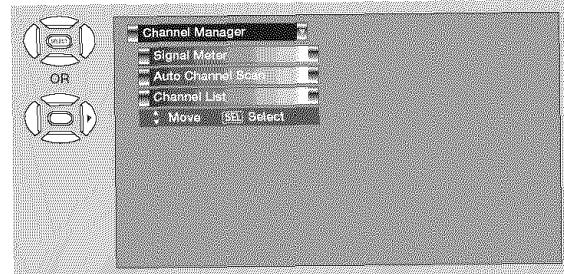 SELECT
OR
Channel Manager
Signal Meter
Auto Channel Scan
Channel List
Move SEL Select